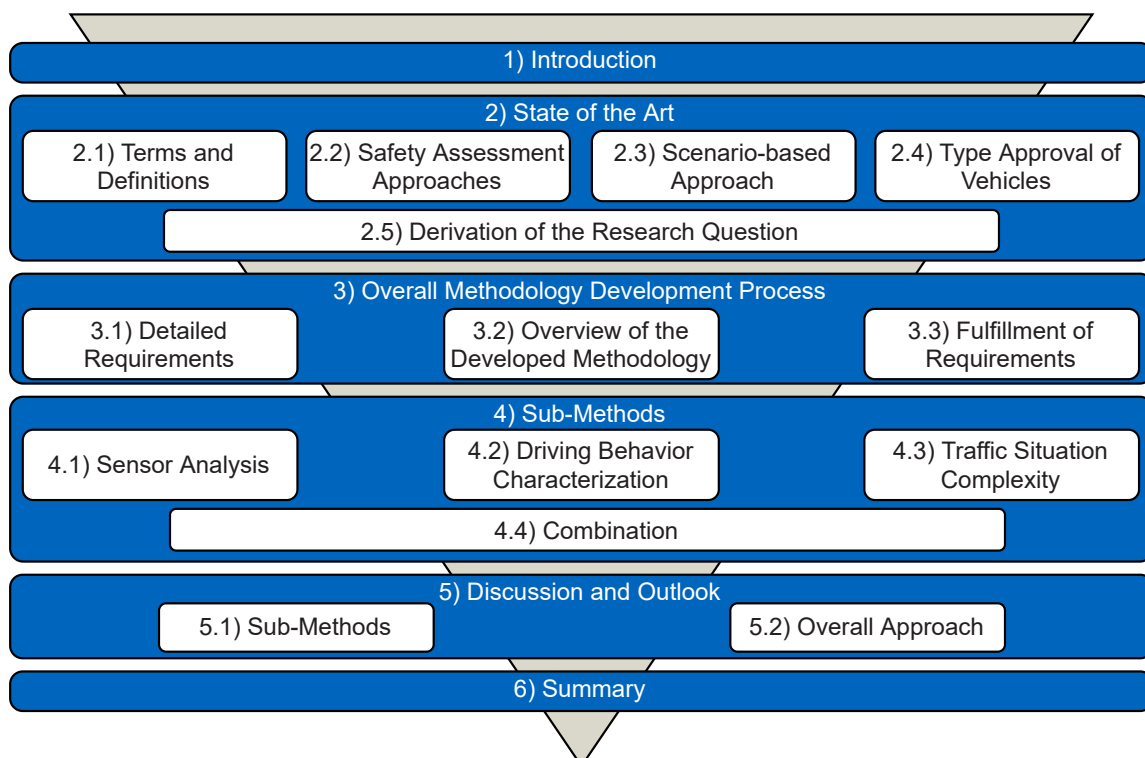 1) Introduction
2) State of the Art
2.1) Terms and
Definitions
2.2) Safety Assessment
Approaches
2.3) Scenario-based
Approach
2.4) Type Approval of
Vehicles
2.5) Derivation of the Research Question
3) Overall Methodology Development Process
3.1) Detailed
Requirements
3.2) Overview of the
Developed Methodology
3.3) Fulfillment of
Requirements
4) Sub-Methods
4.1) Sensor Analysis
4.2) Driving Behavior
Characterization
4.3) Traffic Situation
Complexity
4.4) Combination
5) Discussion and Outlook
5.1) Sub-Methods
5.2) Overall Approach
6) Summary